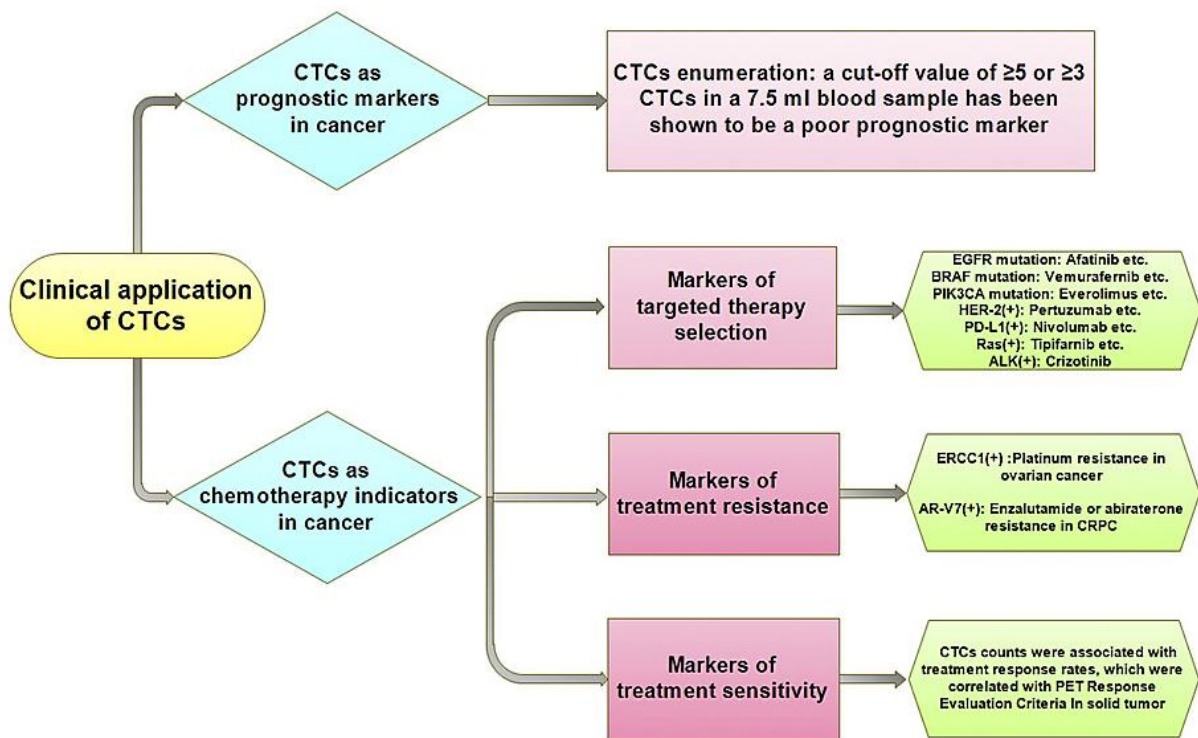 CTCs as
prognostic markers
in cancer
CTCs enumeration: a cut-off value of ≥5 or ≥3
CTCs in a 7.5 ml blood sample has been
shown to be a poor prognostic marker
Clinical application
of CTCs
CTCs as
chemotherapy indicators
in cancer
Markers of
targeted therapy
selection
EGFR mutation: Afatinib etc.
BRAF mutation: Vemurafernib etc.
PIK3CA mutation: Everolimus etc.
HER-2(+): Pertuzumab etc.
PD-L1(+): Nivolumab etc.
Ras(+): Tipifarnib etc.
ALK(+): Crizotinib
Markers of
treatment resistance
ERCC1(+) :Platinum resistance in
ovarian cancer
AR-V7(+): Enzalutamide or abiraterone
resistance in CRPC
Markers of
treatment sensitivity
CTCs counts were associated with
treatment response rates, which were
correlated with PET Response
Evaluation Criteria In solid tumor